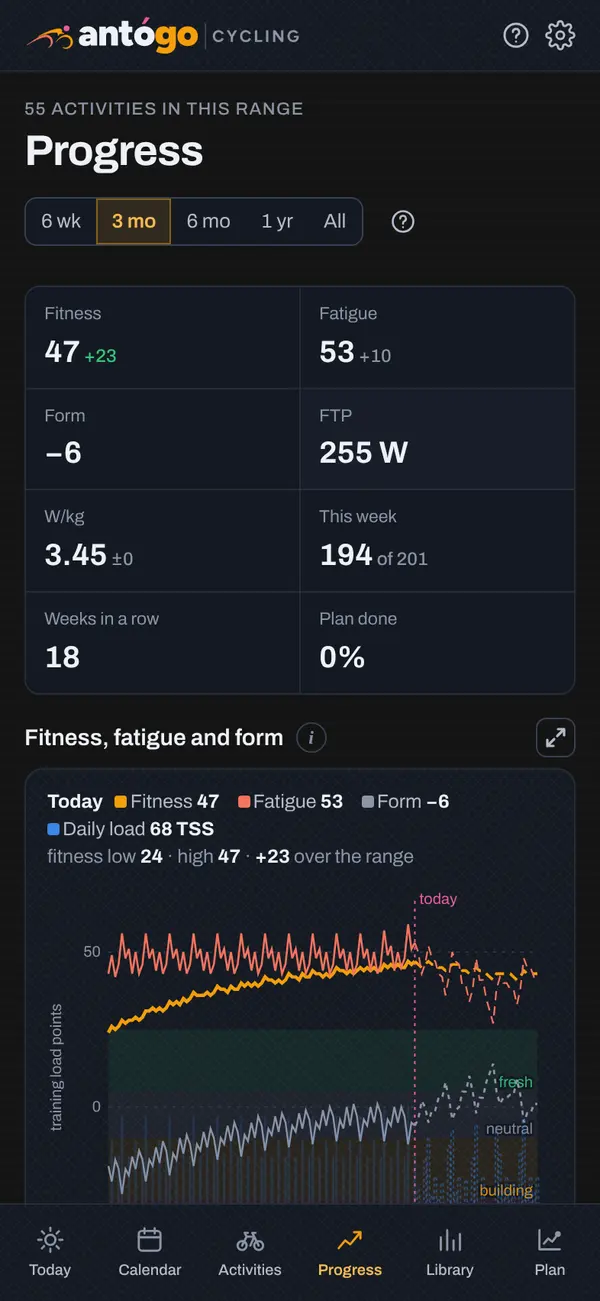 antógo CYCLING
55 ACTIVITIES IN THIS RANGE
Progress
6 wk 3 mo 6 mo 1 yr All ?
Fitness Fatigue
47 +23 53 +10
Form FTP
−6 255 W
W/kg This week
3.45 ±0 194 of 201
Weeks in a row Plan done
18 0%
Fitness, fatigue and form i
Today Fitness 47 Fatigue 53 Form −6
Daily load 68 TSS
fitness low 24 · high 47 · +23 over the range
today
50
training load points
fresh
0
neutral
building
Today Calendar Activities Progress Library Plan